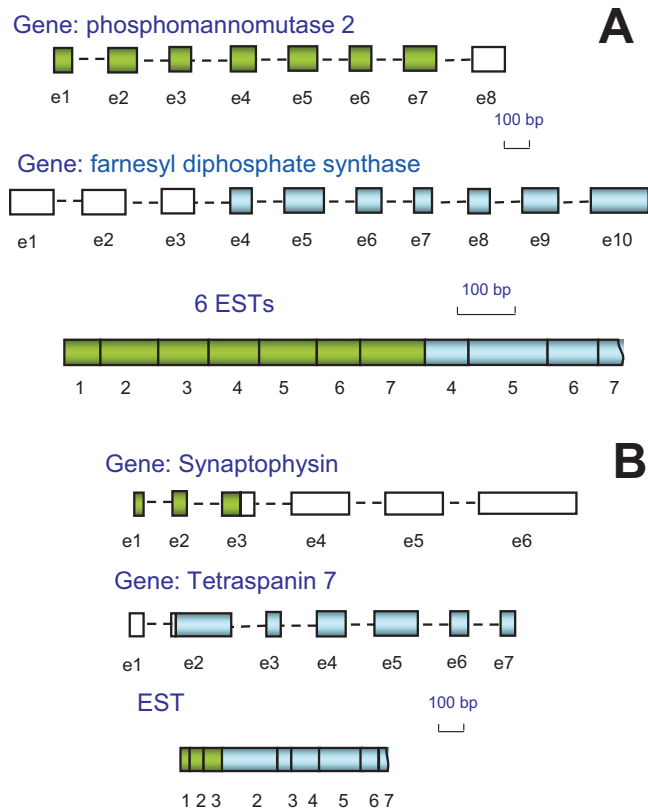 Gene: phosphomannomutase 2
A
e1 e2 e3 e4 e5 e6 e7 e8
100 bp
Gene: farnesyl diphosphate synthase
e1 e2 e3 e4 e5 e6 e7 e8 e9 e10
100 bp
6 ESTs
1 2 3 4 5 6 7 4 5 6 7
B
Gene: Synaptophysin
e1 e2 e3 e4 e5 e6
Gene: Tetraspanin 7
e1 e2 e3 e4 e5 e6 e7
EST
100 bp
1 2 3 2 3 4 5 6 7